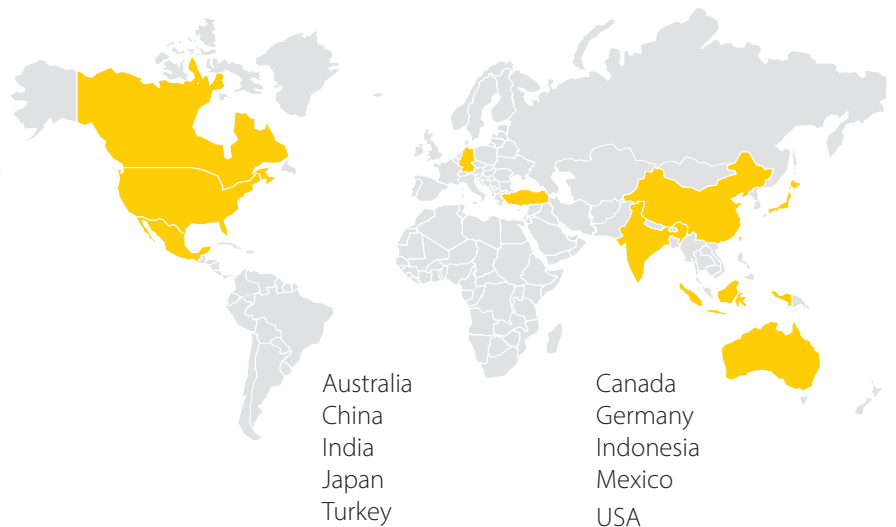 Australia
China
India
Japan
Turkey
Canada
Germany
Indonesia
Mexico
USA